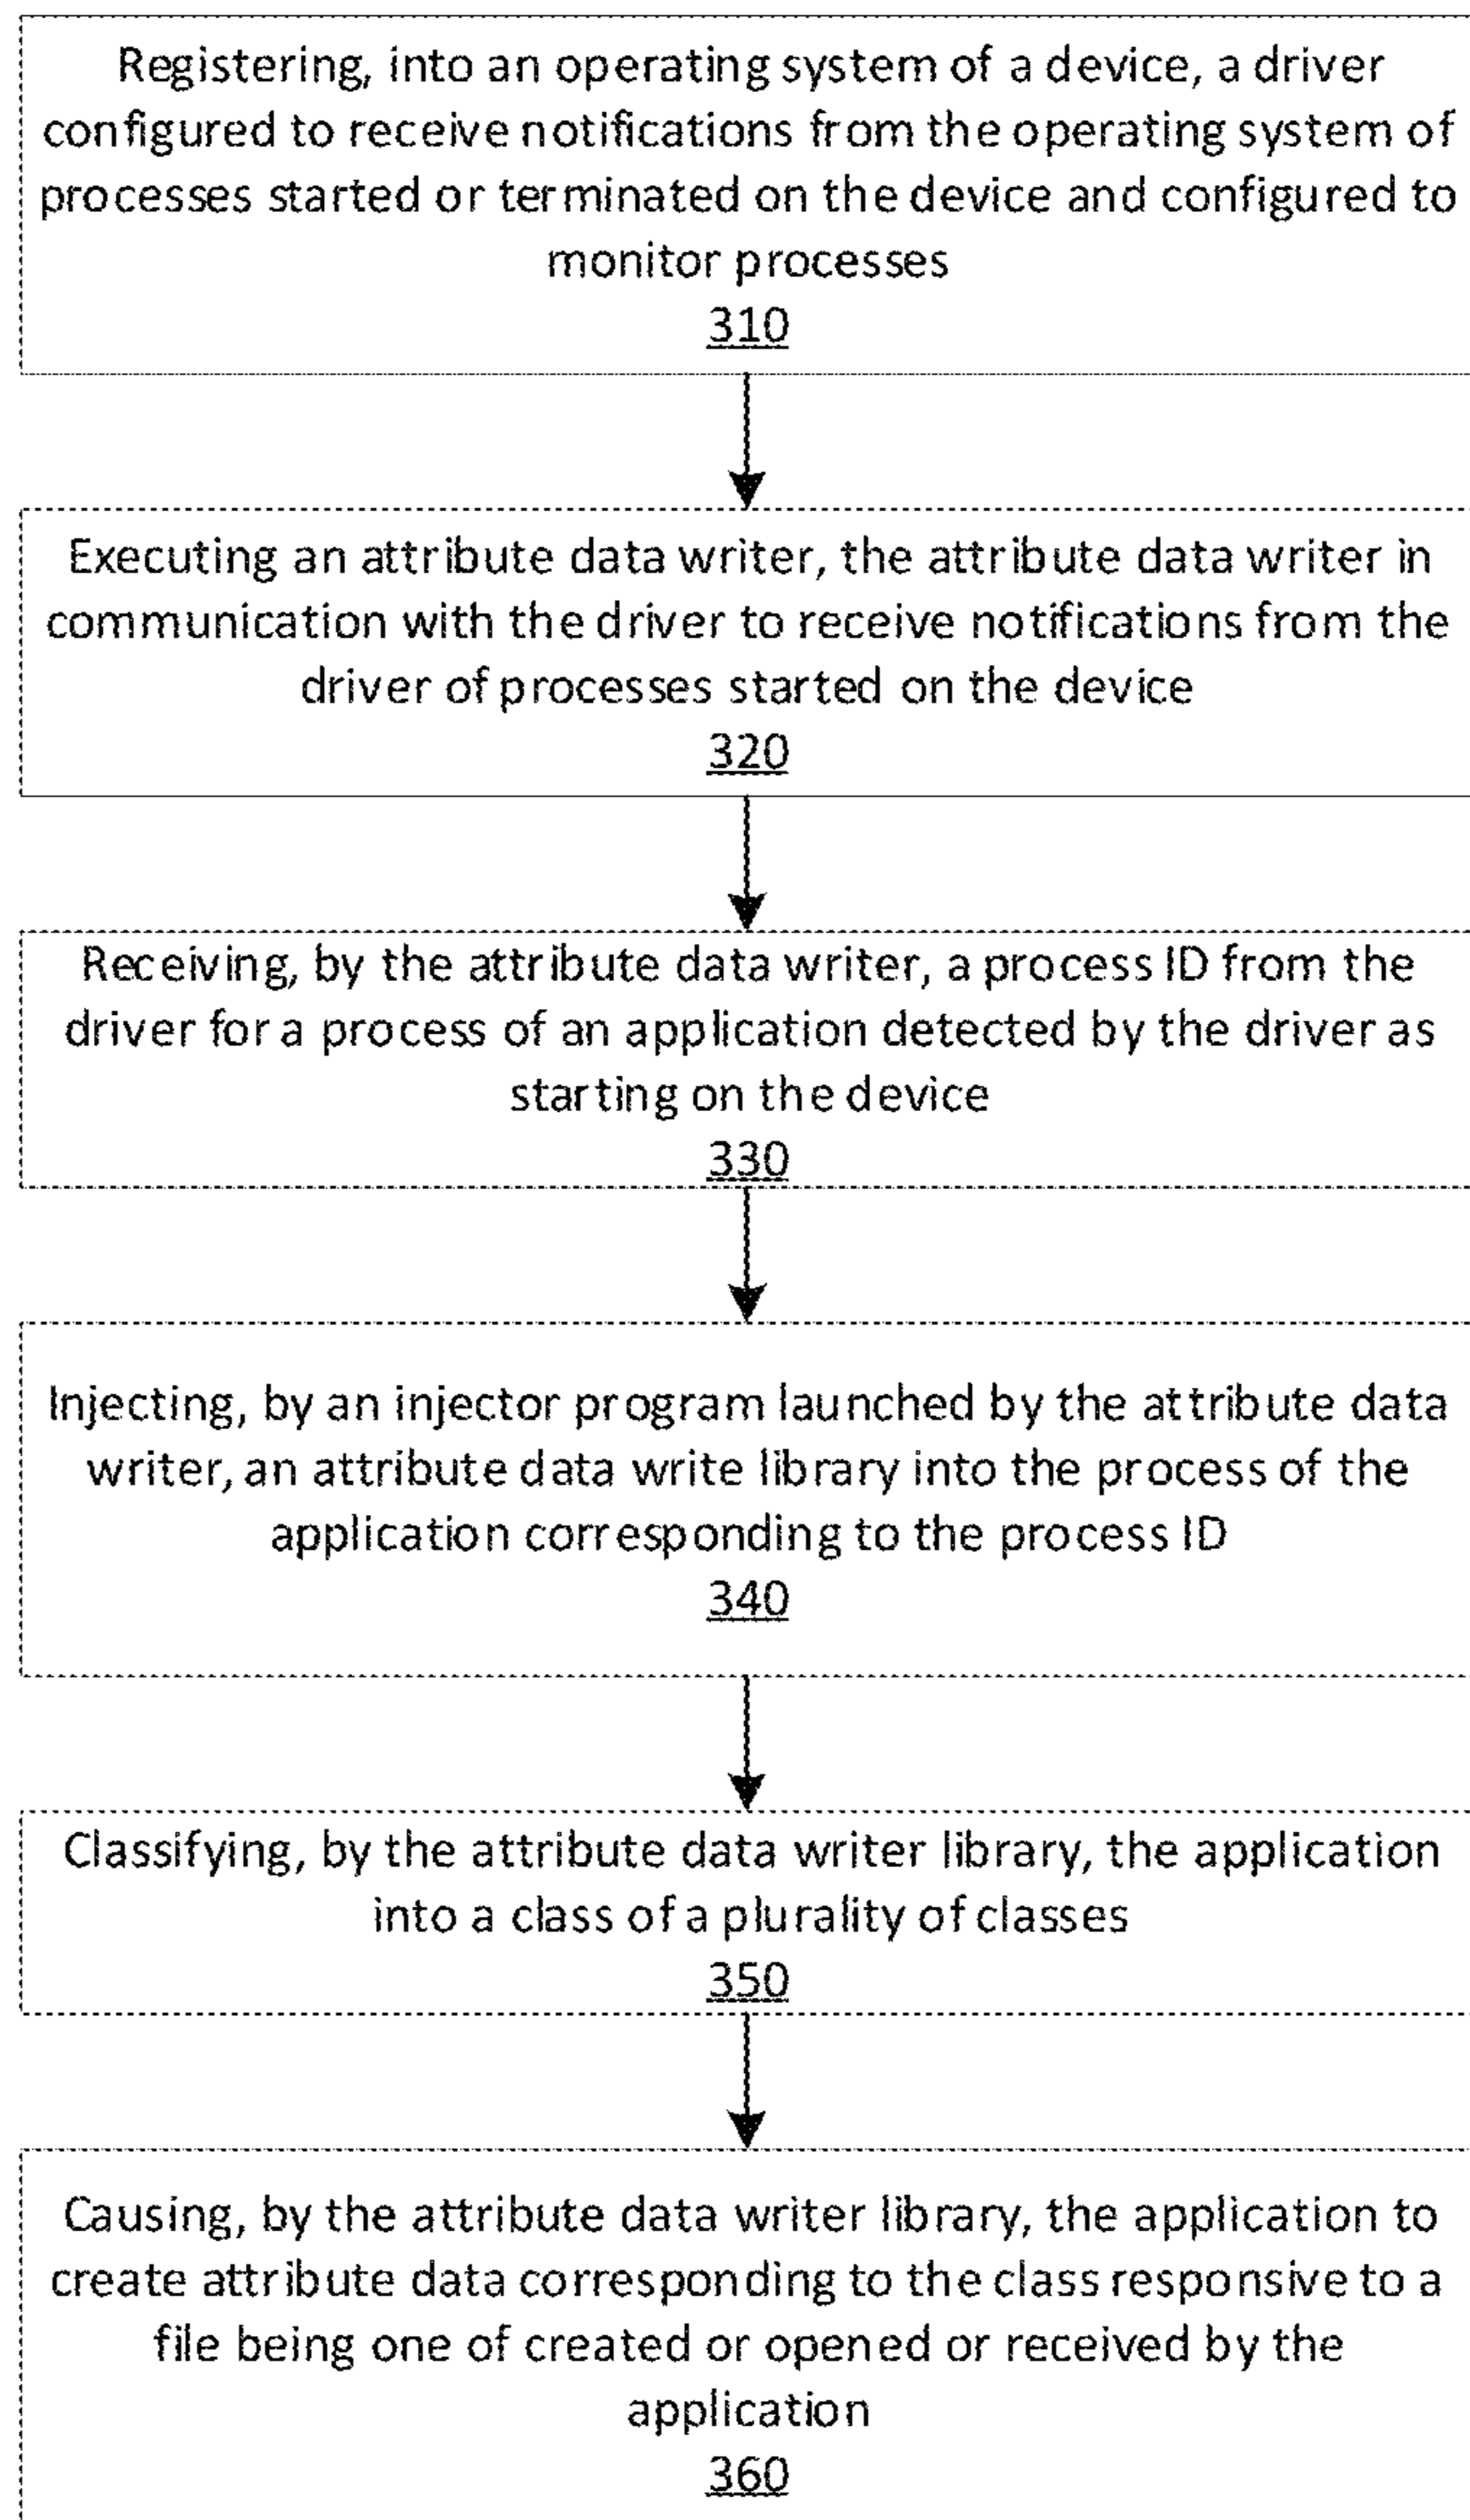 Registering, into an operating system of a device, a driver
configured to receive notifications from the operating system of
processes started or terminated on the device and configured to
monitor processes
310
Executing an attribute data writer, the attribute data writer in
communication with the driver to receive notifications from the
driver of processes started on the device
320
Receiving, by the attribute data writer, a process ID from the
driver for a process of an application detected by the driver as
starting on the device
330
Injecting, by an injector program launched by the attribute data
writer, an attribute data write library into the process of the
application corresponding to the process ID
340
Classifying, by the attribute data writer library, the application
into a class of a plurality of classes
350
Causing, by the attribute data writer library, the application to
create attribute data corresponding to the class responsive to a
file being one of created or opened or received by the
application
360